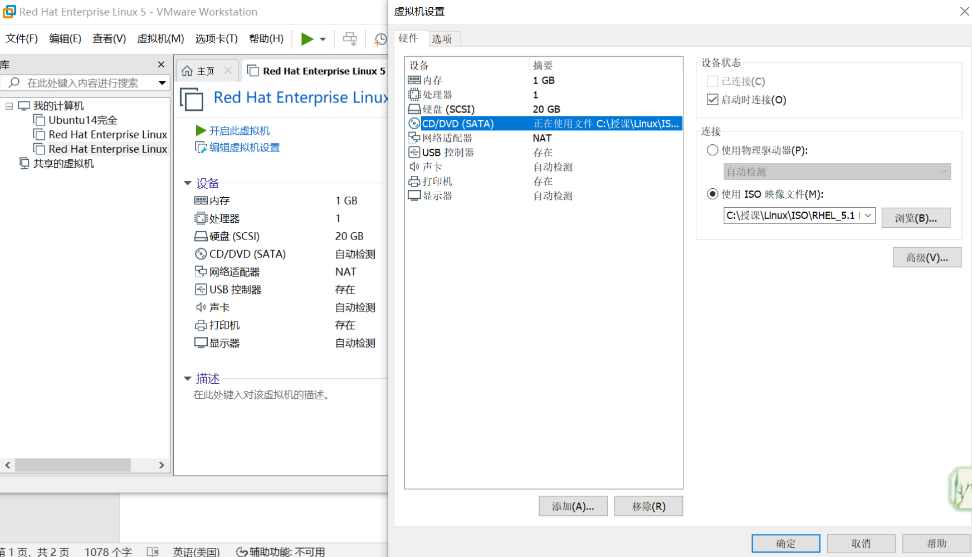 Red Hat Enterprise Linux 5 - VMware Workstation
文件(F) 编辑(E) 查看(V) 虚拟机(M) 选项卡(T) 帮助(H)
库
在此处键入内容进行搜索
我的计算机
Ubuntu14完全
Red Hat Enterprise Linux
Red Hat Enterprise Linux
共享的虚拟机
主页
Red Hat Enterprise Linux 5
Red Hat Enterprise Linux
开启此虚拟机
编辑虚拟机设置
设备
内存 1 GB
处理器 1
硬盘 (SCSI) 20 GB
CD/DVD (SATA) 自动检测
网络适配器 NAT
USB 控制器 存在
声卡 自动检测
打印机 存在
显示器 自动检测
描述
在此处键入对该虚拟机的描述。
第 1 页，共 2 页 1078 个字 英语(美国) 辅助功能: 不可用
虚拟机设置
硬件 选项
设备 摘要
内存 1 GB
处理器 1
硬盘 (SCSI) 20 GB
CD/DVD (SATA) 正在使用文件 C:\授课\Linux\IS...
网络适配器 NAT
USB 控制器 存在
声卡 自动检测
打印机 存在
显示器 自动检测
添加(A)... 移除(R)
设备状态
已连接(C)
启动时连接(O)
连接
使用物理驱动器(P):
自动检测
使用 ISO 映像文件(M):
C:\授课\Linux\ISO\RHEL_5.1 浏览(B)...
高级(V)...
确定 取消 帮助